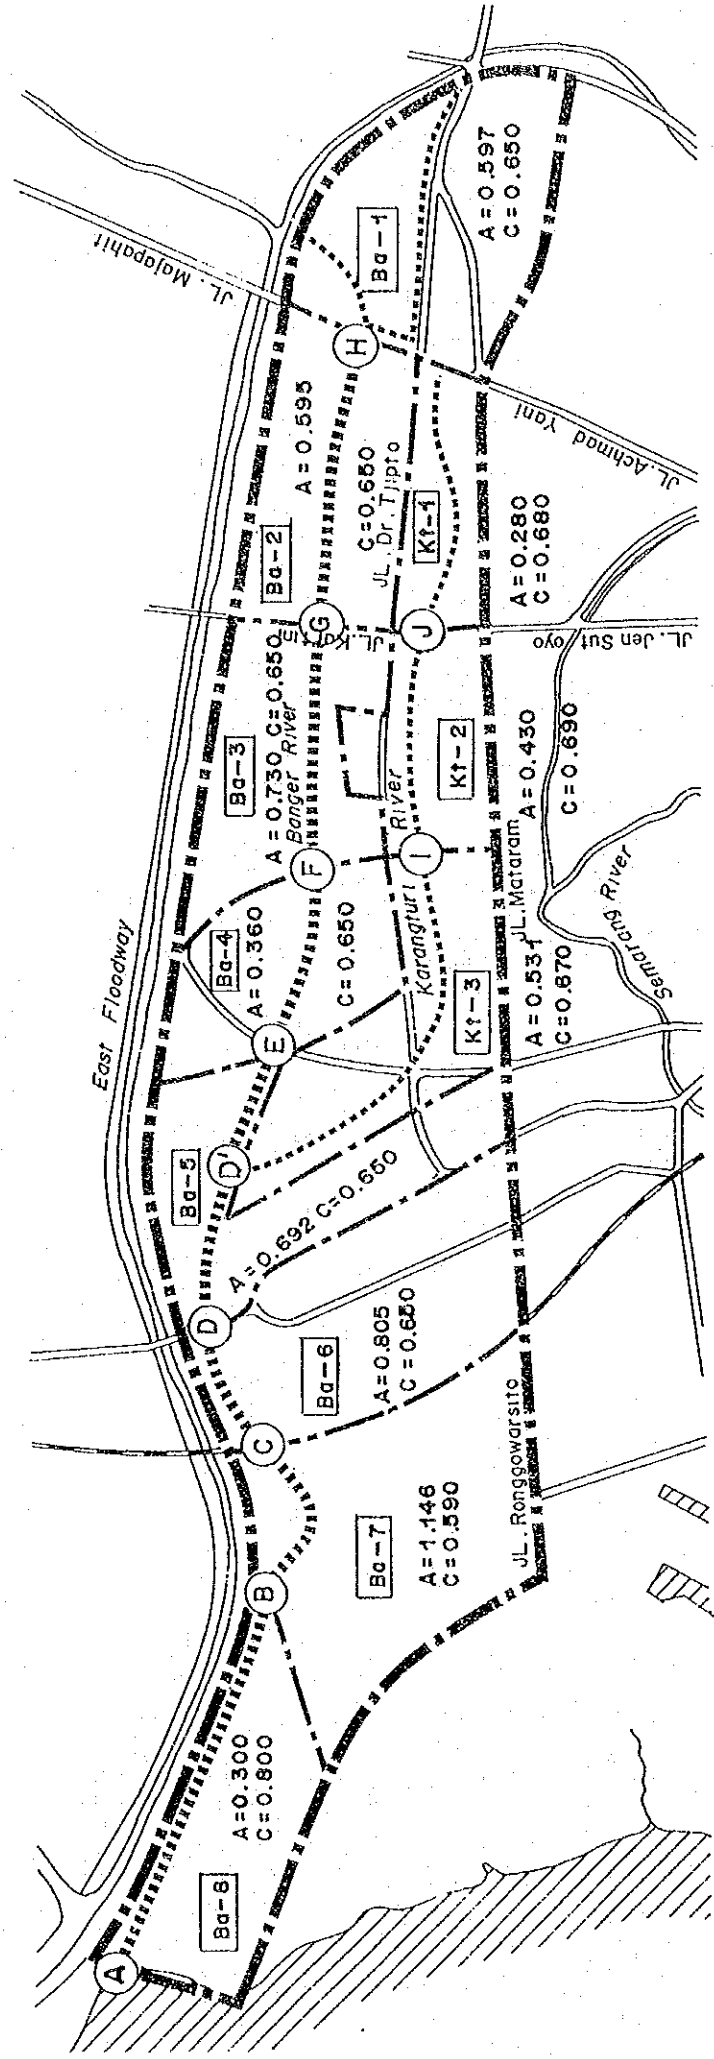 East Floodway
JL. Majapahit
Ba-1
H
A=0.597
C=0.650
A=0.595
C=0.650
Ba-2
JL. Dr. Tjipto
Kt-1
JL. Achmad Yani
A=0.280
C=0.680
G
J
JL. Jen Sutoyo
Ba-3
A=0.730 C=0.650
Banger River
Kt-2
A=0.430
C=0.690
F
I
River
Karangturi
JL. Mataram
Ba-4
A=0.360
C=0.650
Kt-3
A=0.531
C=0.670
Semarang River
E
D'
Ba-5
A=0.692 C=0.650
D
Ba-6
A=0.805
C=0.650
C
JL. Ronggowarsito
Ba-7
A=1.146
C=0.590
B
A=0.300
C=0.800
Ba-8
A